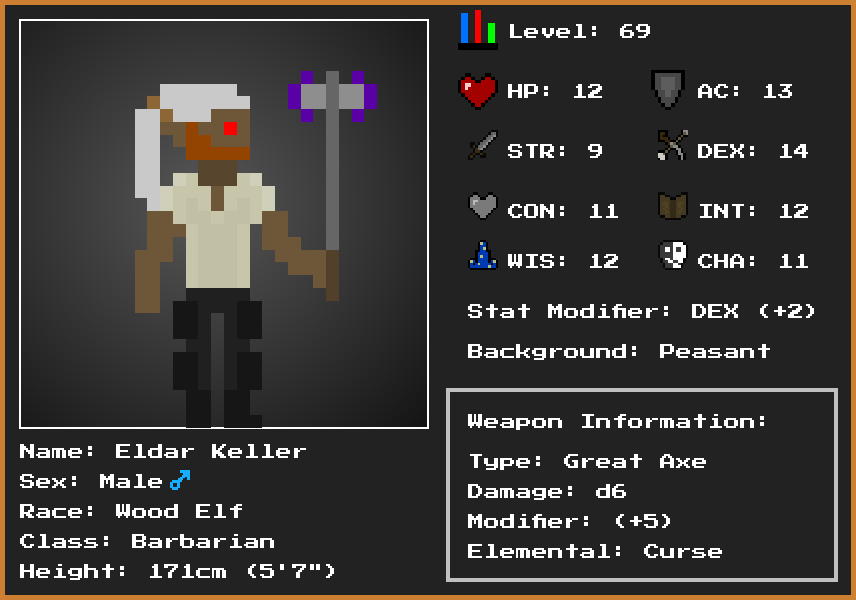 Level: 69
HP: 12
AC: 13
STR: 9
DEX: 14
CON: 11
INT: 12
WIS: 12
CHA: 11
Stat Modifier: DEX (+2)
Background: Peasant
Weapon Information:
Type: Great Axe
Damage: d6
Modifier: (+5)
Elemental: Curse
Name: Eldar Keller
Sex: Male♂
Race: Wood Elf
Class: Barbarian
Height: 171cm (5'7")